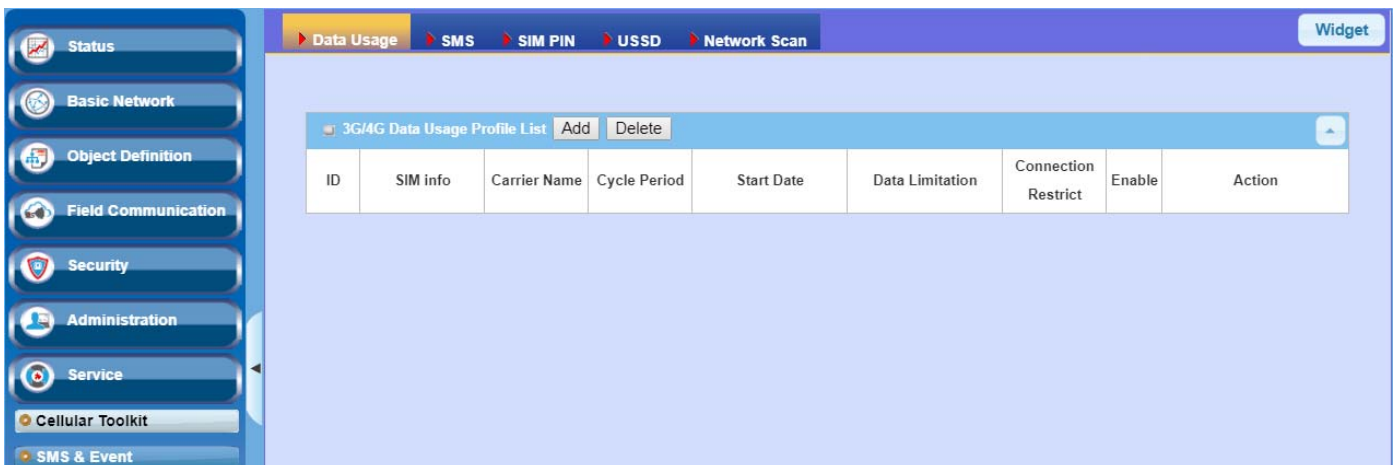 Status
Basic Network
Object Definition
Field Communication
Security
Administration
Service
Cellular Toolkit
SMS & Event
Data Usage SMS SIM PIN USSD Network Scan Widget
3G/4G Data Usage Profile List Add Delete
ID SIM info Carrier Name Cycle Period Start Date Data Limitation Connection Restrict Enable Action